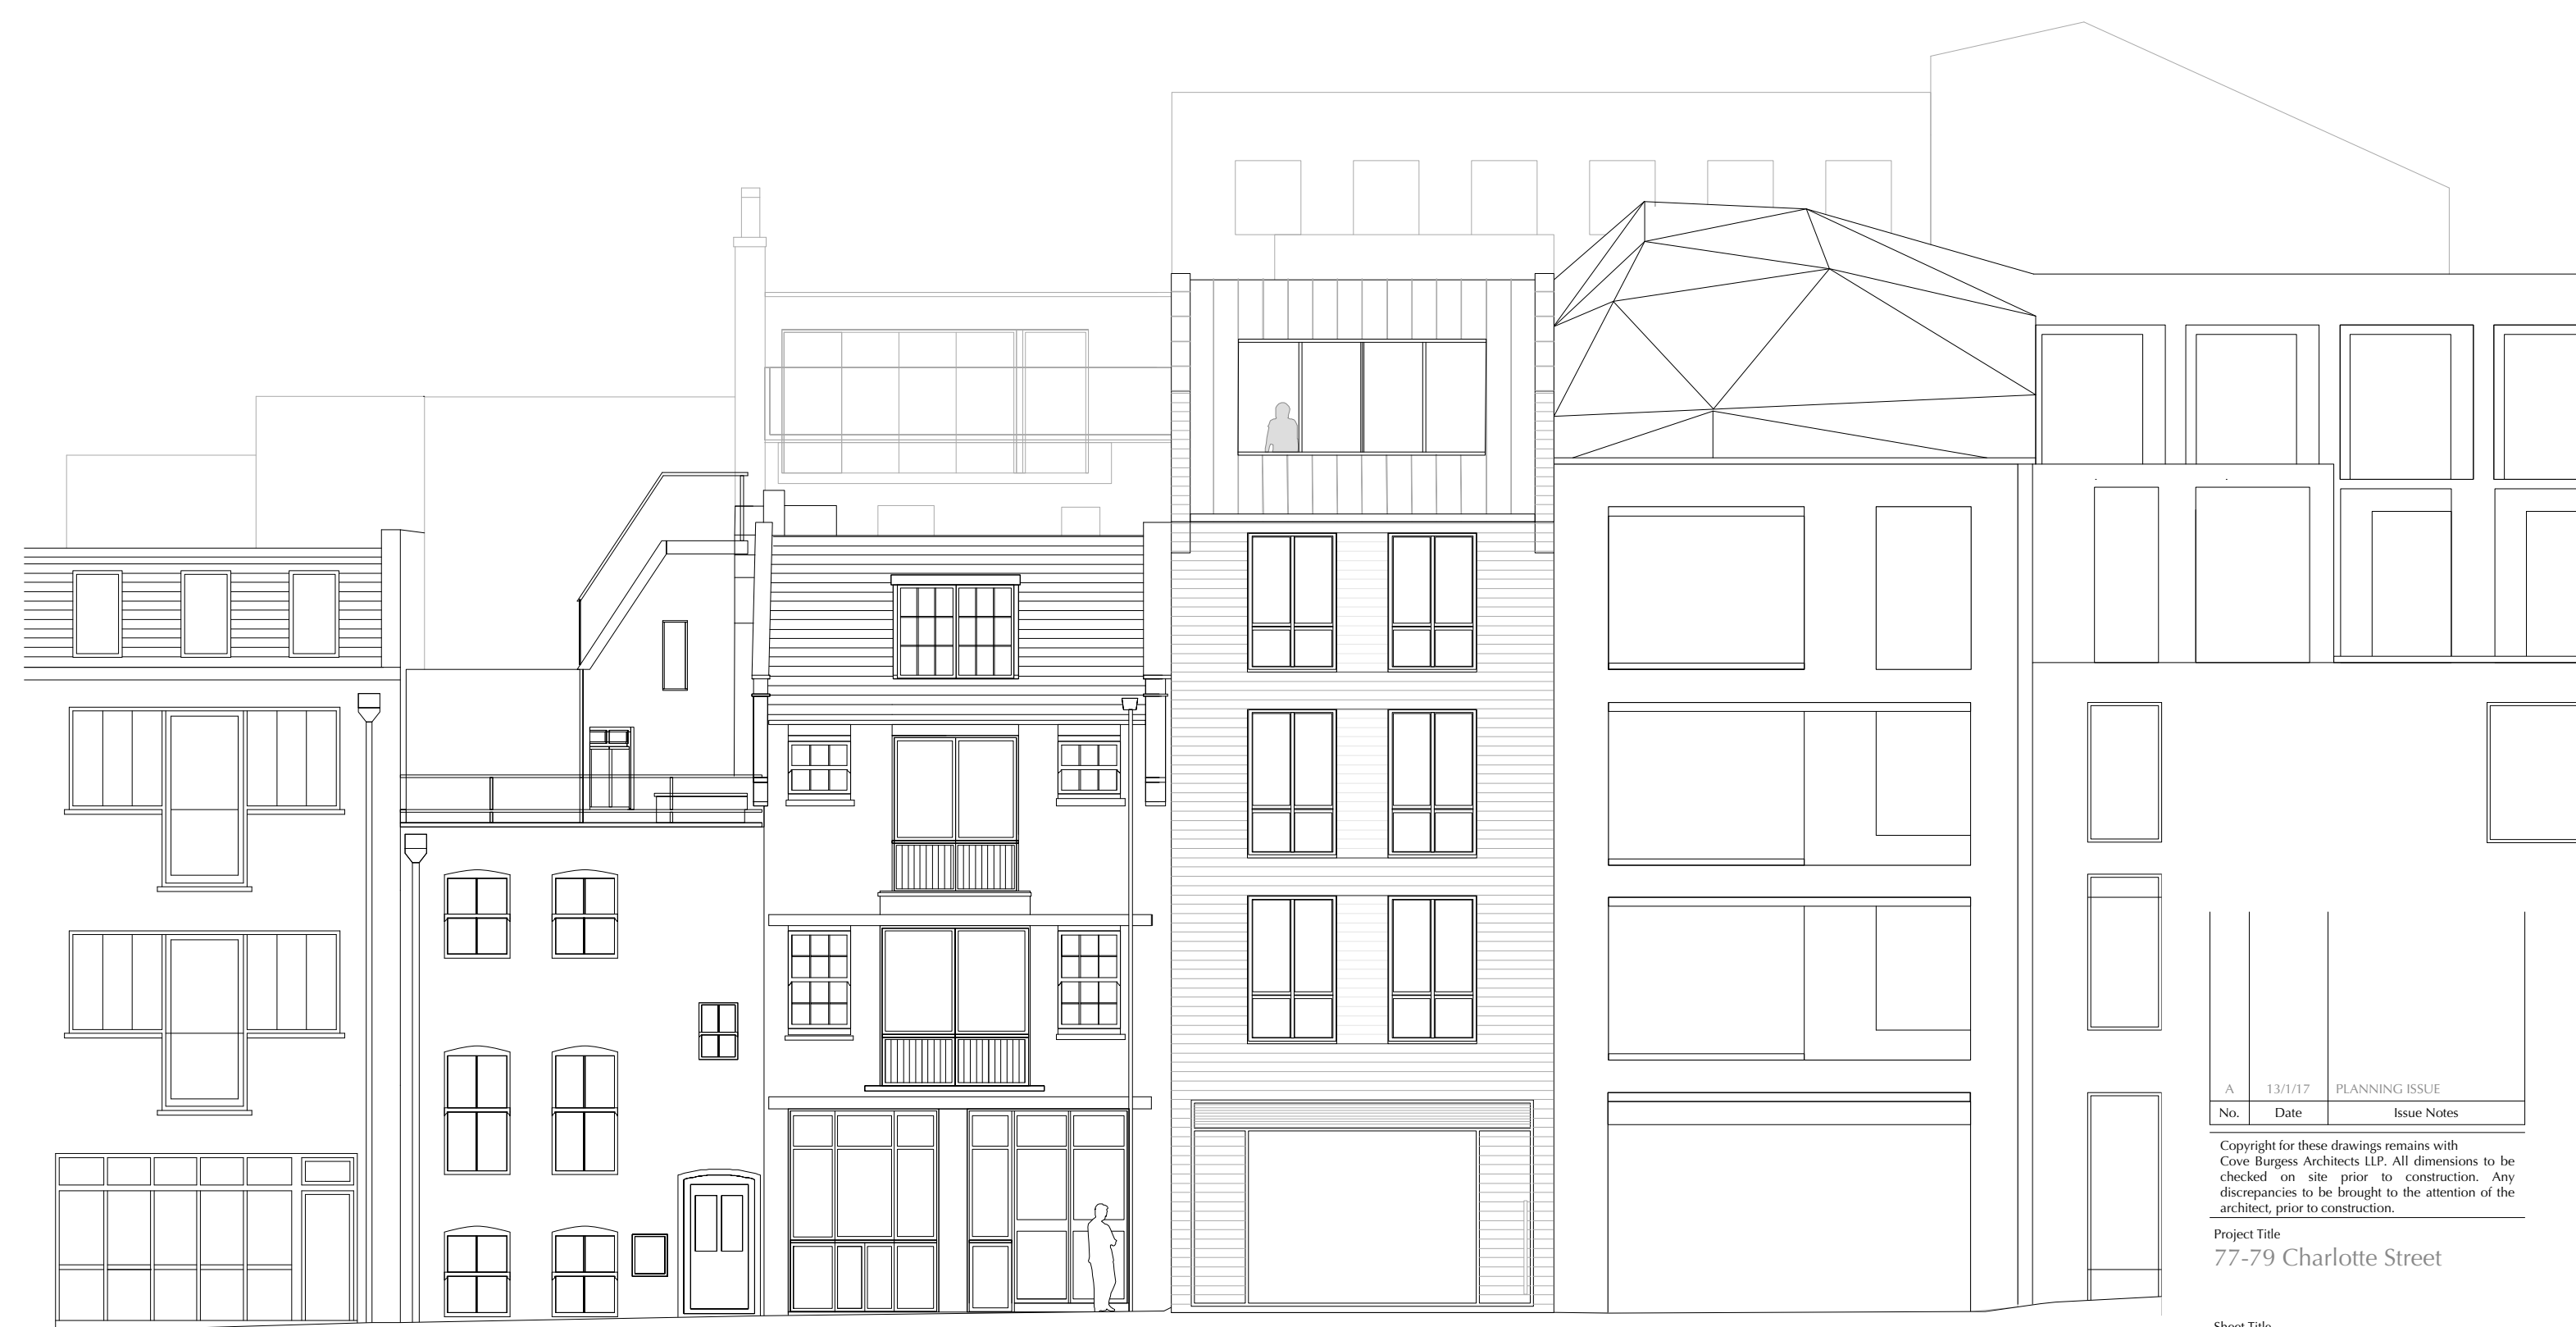 A 13/1/17 PLANNING ISSUE
No. Date Issue Notes
Copyright for these drawings remains with
Cove Burgess Architects LLP. All dimensions to be
checked on site prior to construction. Any
discrepancies to be brought to the attention of the
architect, prior to construction.
Project Title
77-79 Charlotte Street
Sheet Title